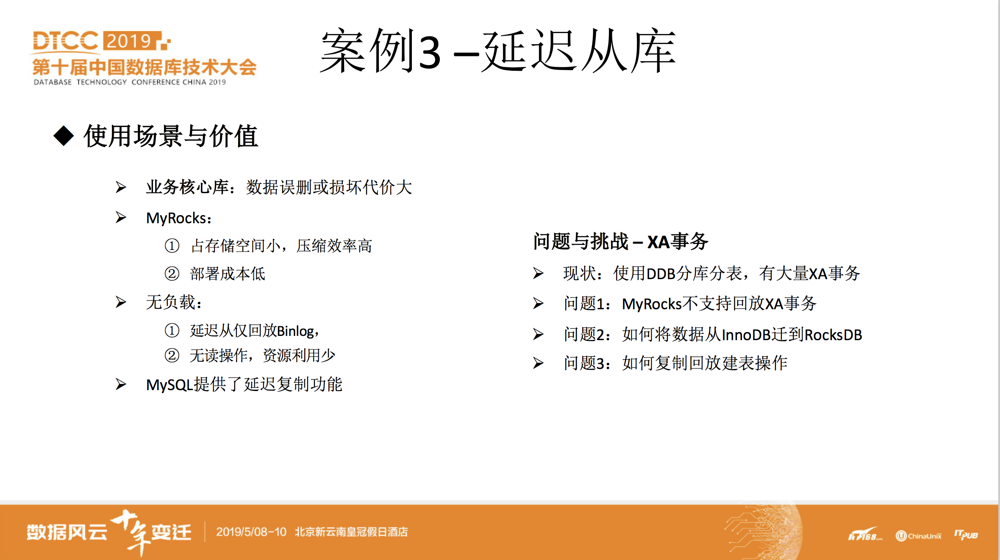 DTCC 2019
第十届中国数据库技术大会
DATABASE TECHNOLOGY CONFERENCE CHINA 2019
案例3 –延迟从库
◆ 使用场景与价值
➢ 业务核心库：数据误删或损坏代价大
➢ MyRocks：
① 占存储空间小，压缩效率高
② 部署成本低
➢ 无负载：
① 延迟从仅回放Binlog，
② 无读操作，资源利用少
➢ MySQL提供了延迟复制功能
问题与挑战 – XA事务
➢ 现状：使用DDB分库分表，有大量XA事务
➢ 问题1：MyRocks不支持回放XA事务
➢ 问题2：如何将数据从InnoDB迁到RocksDB
➢ 问题3：如何复制回放建表操作
数据风云 十年 变迁
2019/5/08-10 北京新云南皇冠假日酒店
IT168.com
ChinaUnix
ITPUB